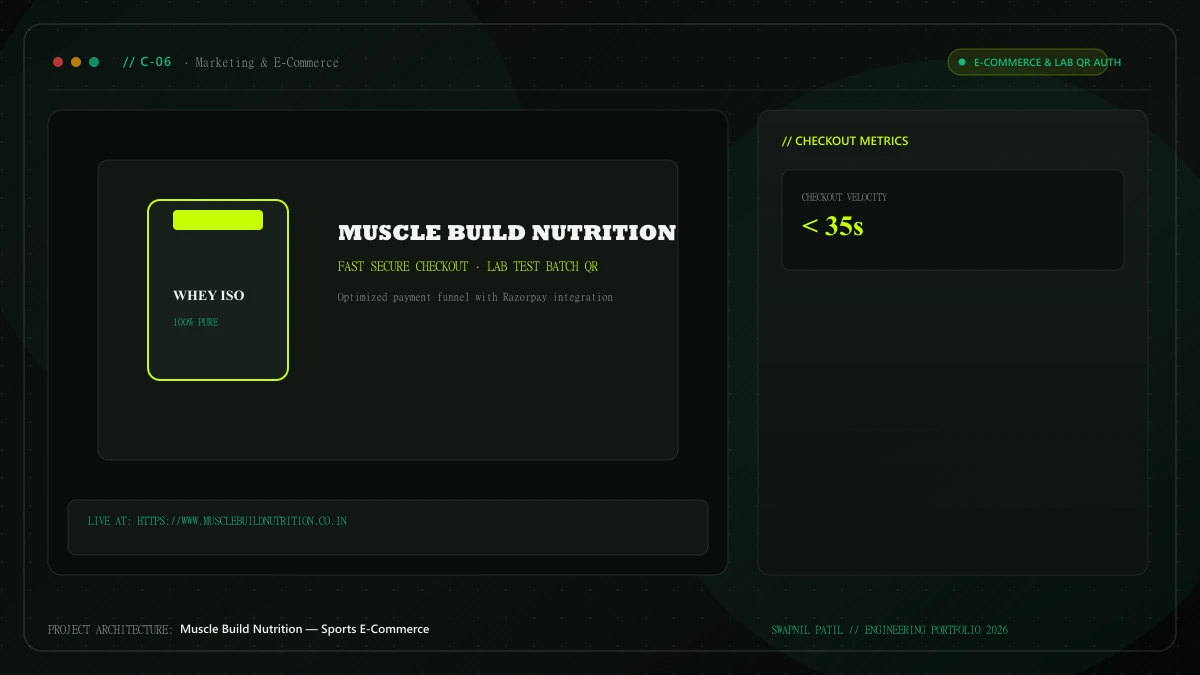 // C-06 · Marketing & E-Commerce
E-COMMERCE & LAB QR AUTH
WHEY ISO
100% PURE
MUSCLE BUILD NUTRITION
FAST SECURE CHECKOUT · LAB TEST BATCH QR
Optimized payment funnel with Razorpay integration
LIVE AT: HTTPS://WWW.MUSCLEBUILDNUTRITION.CO.IN
// CHECKOUT METRICS
CHECKOUT VELOCITY
< 35s
PROJECT ARCHITECTURE: Muscle Build Nutrition — Sports E-Commerce
SWAPNIL PATIL // ENGINEERING PORTFOLIO 2026